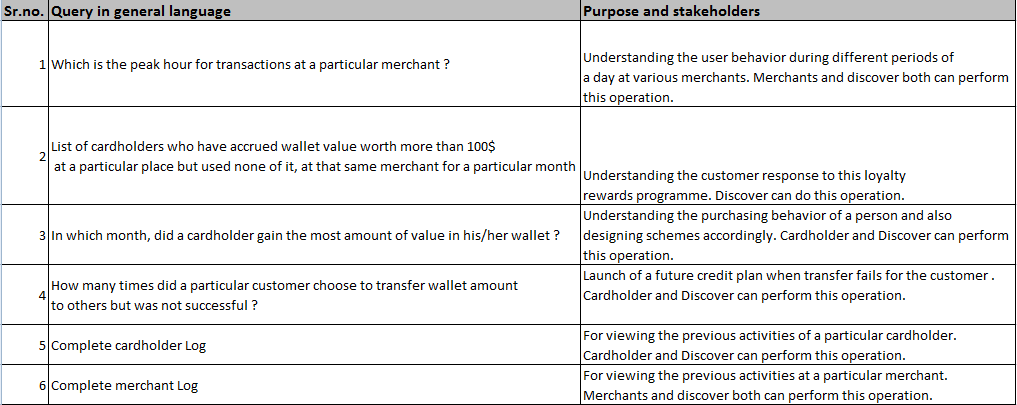 Sr.no. Query in general language Purpose and stakeholders
1 Which is the peak hour for transactions at a particular merchant ?
Understanding the user behavior during different periods of
a day at various merchants. Merchants and discover both can perform
this operation.
2 List of cardholders who have accrued wallet value worth more than 100$
at a particular place but used none of it, at that same merchant for a particular month
Understanding the customer response to this loyalty
rewards programme. Discover can do this operation.
3 In which month, did a cardholder gain the most amount of value in his/her wallet ?
Understanding the purchasing behavior of a person and also
designing schemes accordingly. Cardholder and Discover can perform
this operation.
4 How many times did a particular customer choose to transfer wallet amount
to others but was not successful ?
Launch of a future credit plan when transfer fails for the customer .
Cardholder and Discover can perform this operation.
5 Complete cardholder Log
For viewing the previous activities of a particular cardholder.
Cardholder and Discover can perform this operation.
6 Complete merchant Log
For viewing the previous activities at a particular merchant.
Merchants and discover both can perform this operation.